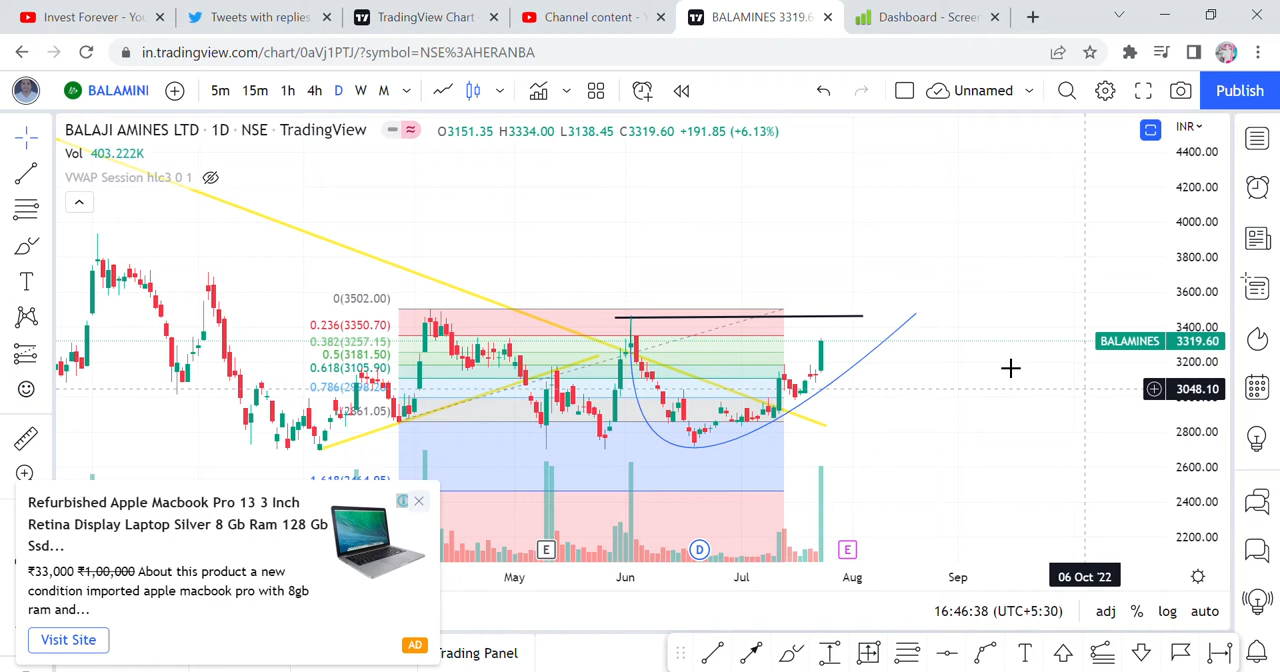 Invest Forever - Yo
Tweets with replies
TradingView Chart
Channel content -
BALAMINES 3319.6
Dashboard - Screen
in.tradingview.com/chart/0aVj1PTJ/?symbol=NSE%3AHERANBA
BALAMINI
5m 15m 1h 4h D W M
Unnamed
Publish
BALAJI AMINES LTD · 1D · NSE · TradingView
O3151.35 H3334.00 L3138.45 C3319.60 +191.85 (+6.13%)
INR
Vol 403.222K
VWAP Session hlc3 0 1
4400.00
4200.00
4000.00
3800.00
3600.00
3400.00
3200.00
2800.00
2600.00
2400.00
2200.00
BALAMINES 3319.60
3048.10
0(3502.00)
0.236(3350.70)
0.382(3257.15)
0.5(3181.50)
0.618(3105.90)
E
D
E
May
Jun
Jul
Aug
Sep
06 Oct '22
16:46:38 (UTC+5:30)
adj % log auto
Refurbished Apple Macbook Pro 13 3 Inch
Retina Display Laptop Silver 8 Gb Ram 128 Gb
Ssd...
₹33,000 ₹1,00,000 About this product a new
condition imported apple macbook pro with 8gb
ram and...
Visit Site
AD
rading Panel